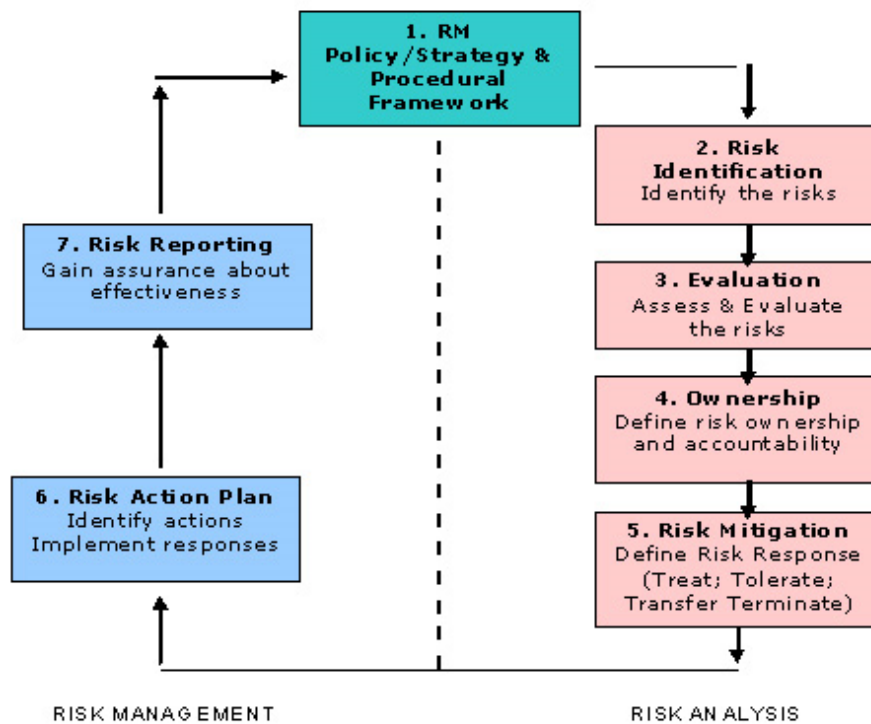 1. RM
Policy/Strategy &
Procedural
Framework
2. Risk
Identification
Identify the risks
3. Evaluation
Assess & Evaluate
the risks
4. Ownership
Define risk ownership
and accountability
5. Risk Mitigation
Define Risk Response
(Treat; Tolerate;
Transfer Terminate)
7. Risk Reporting
Gain assurance about
effectiveness
6. Risk Action Plan
Identify actions
Implement responses
RISK MANAGEMENT
RISK ANALYSIS